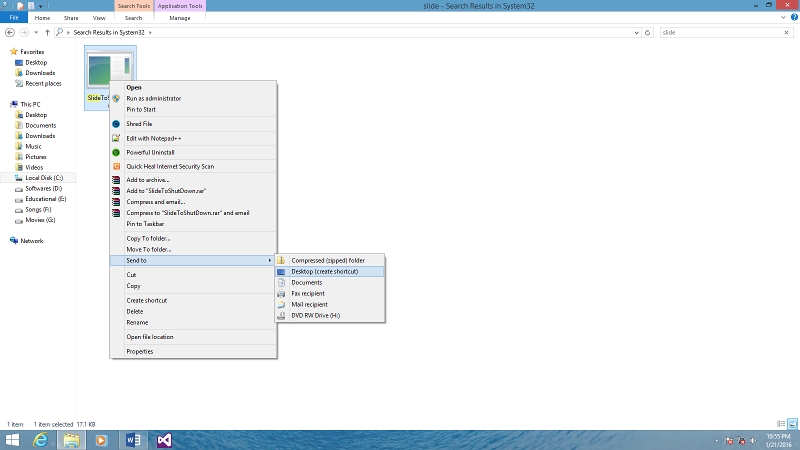 Search Tools
Application Tools
slide - Search Results in System32
File
Home
Share
View
Search
Manage
Search Results in System32
slide
Favorites
Desktop
Downloads
Recent places
This PC
Desktop
Documents
Downloads
Music
Pictures
Videos
Local Disk (C:)
Softwares (D:)
Educational (E:)
Songs (F:)
Movies (G:)
Network
Open
Run as administrator
Pin to Start
Shred File
Edit with Notepad++
Powerful Uninstall
Quick Heal Internet Security Scan
Add to archive...
Add to "SlideToShutDown.rar"
Compress and email...
Compress to "SlideToShutDown.rar" and email
Pin to Taskbar
Copy To folder...
Move To folder...
Send to
Cut
Copy
Create shortcut
Delete
Rename
Open file location
Properties
Compressed (zipped) folder
Desktop (create shortcut)
Documents
Fax recipient
Mail recipient
DVD RW Drive (H:)
1 item
1 item selected 17.1 KB
10:55 PM
1/21/2016